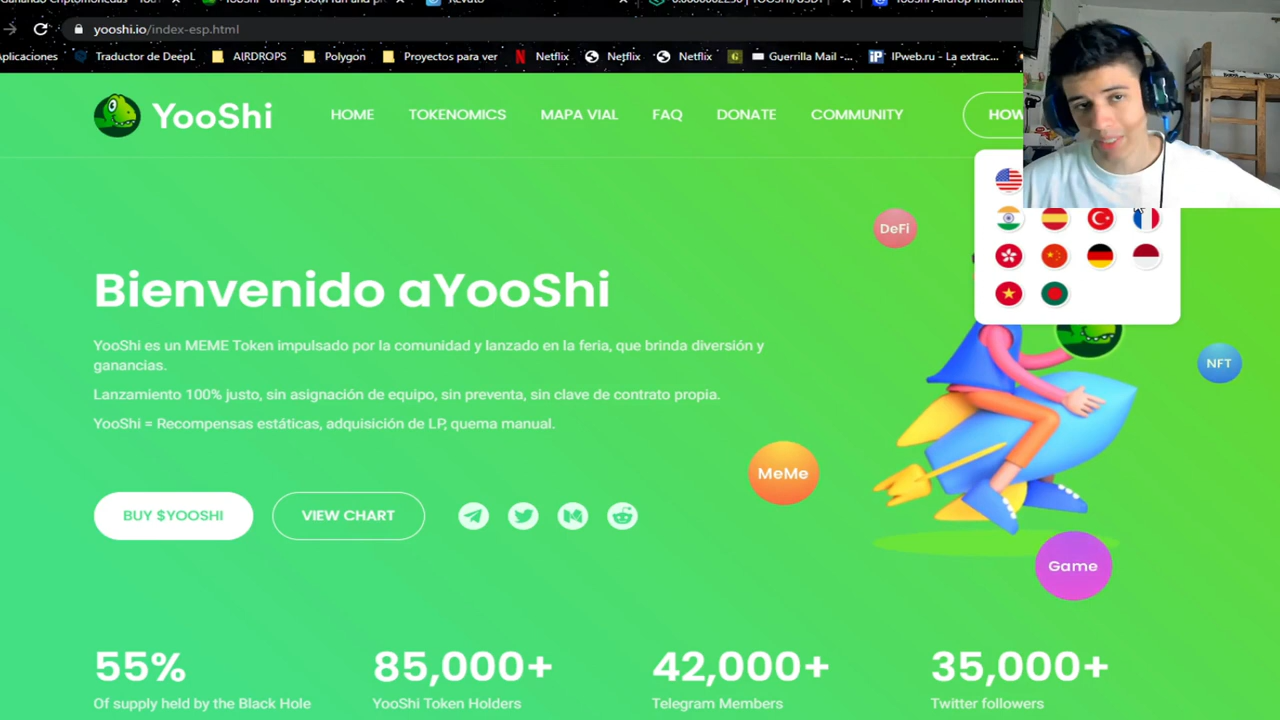 yooshi.io/index-esp.html
Traductor de DeepL
AIRDROPS
Polygon
Proyectos para ver
Netflix
Netflix
Netflix
Guerrilla Mail -...
IPweb.ru - La extrac...
YooShi
HOME
TOKENOMICS
MAPA VIAL
FAQ
DONATE
COMMUNITY
HOW
DeFi
Bienvenido aYooShi
YooShi es un MEME Token impulsado por la comunidad y lanzado en la feria, que brinda diversión y
ganancias.
Lanzamiento 100% justo, sin asignación de equipo, sin preventa, sin clave de contrato propia.
YooShi = Recompensas estáticas, adquisición de LP, quema manual.
NFT
MeMe
BUY $YOOSHI
VIEW CHART
Game
55%
85,000+
42,000+
35,000+
Of supply held by the Black Hole
YooShi Token Holders
Telegram Members
Twitter followers